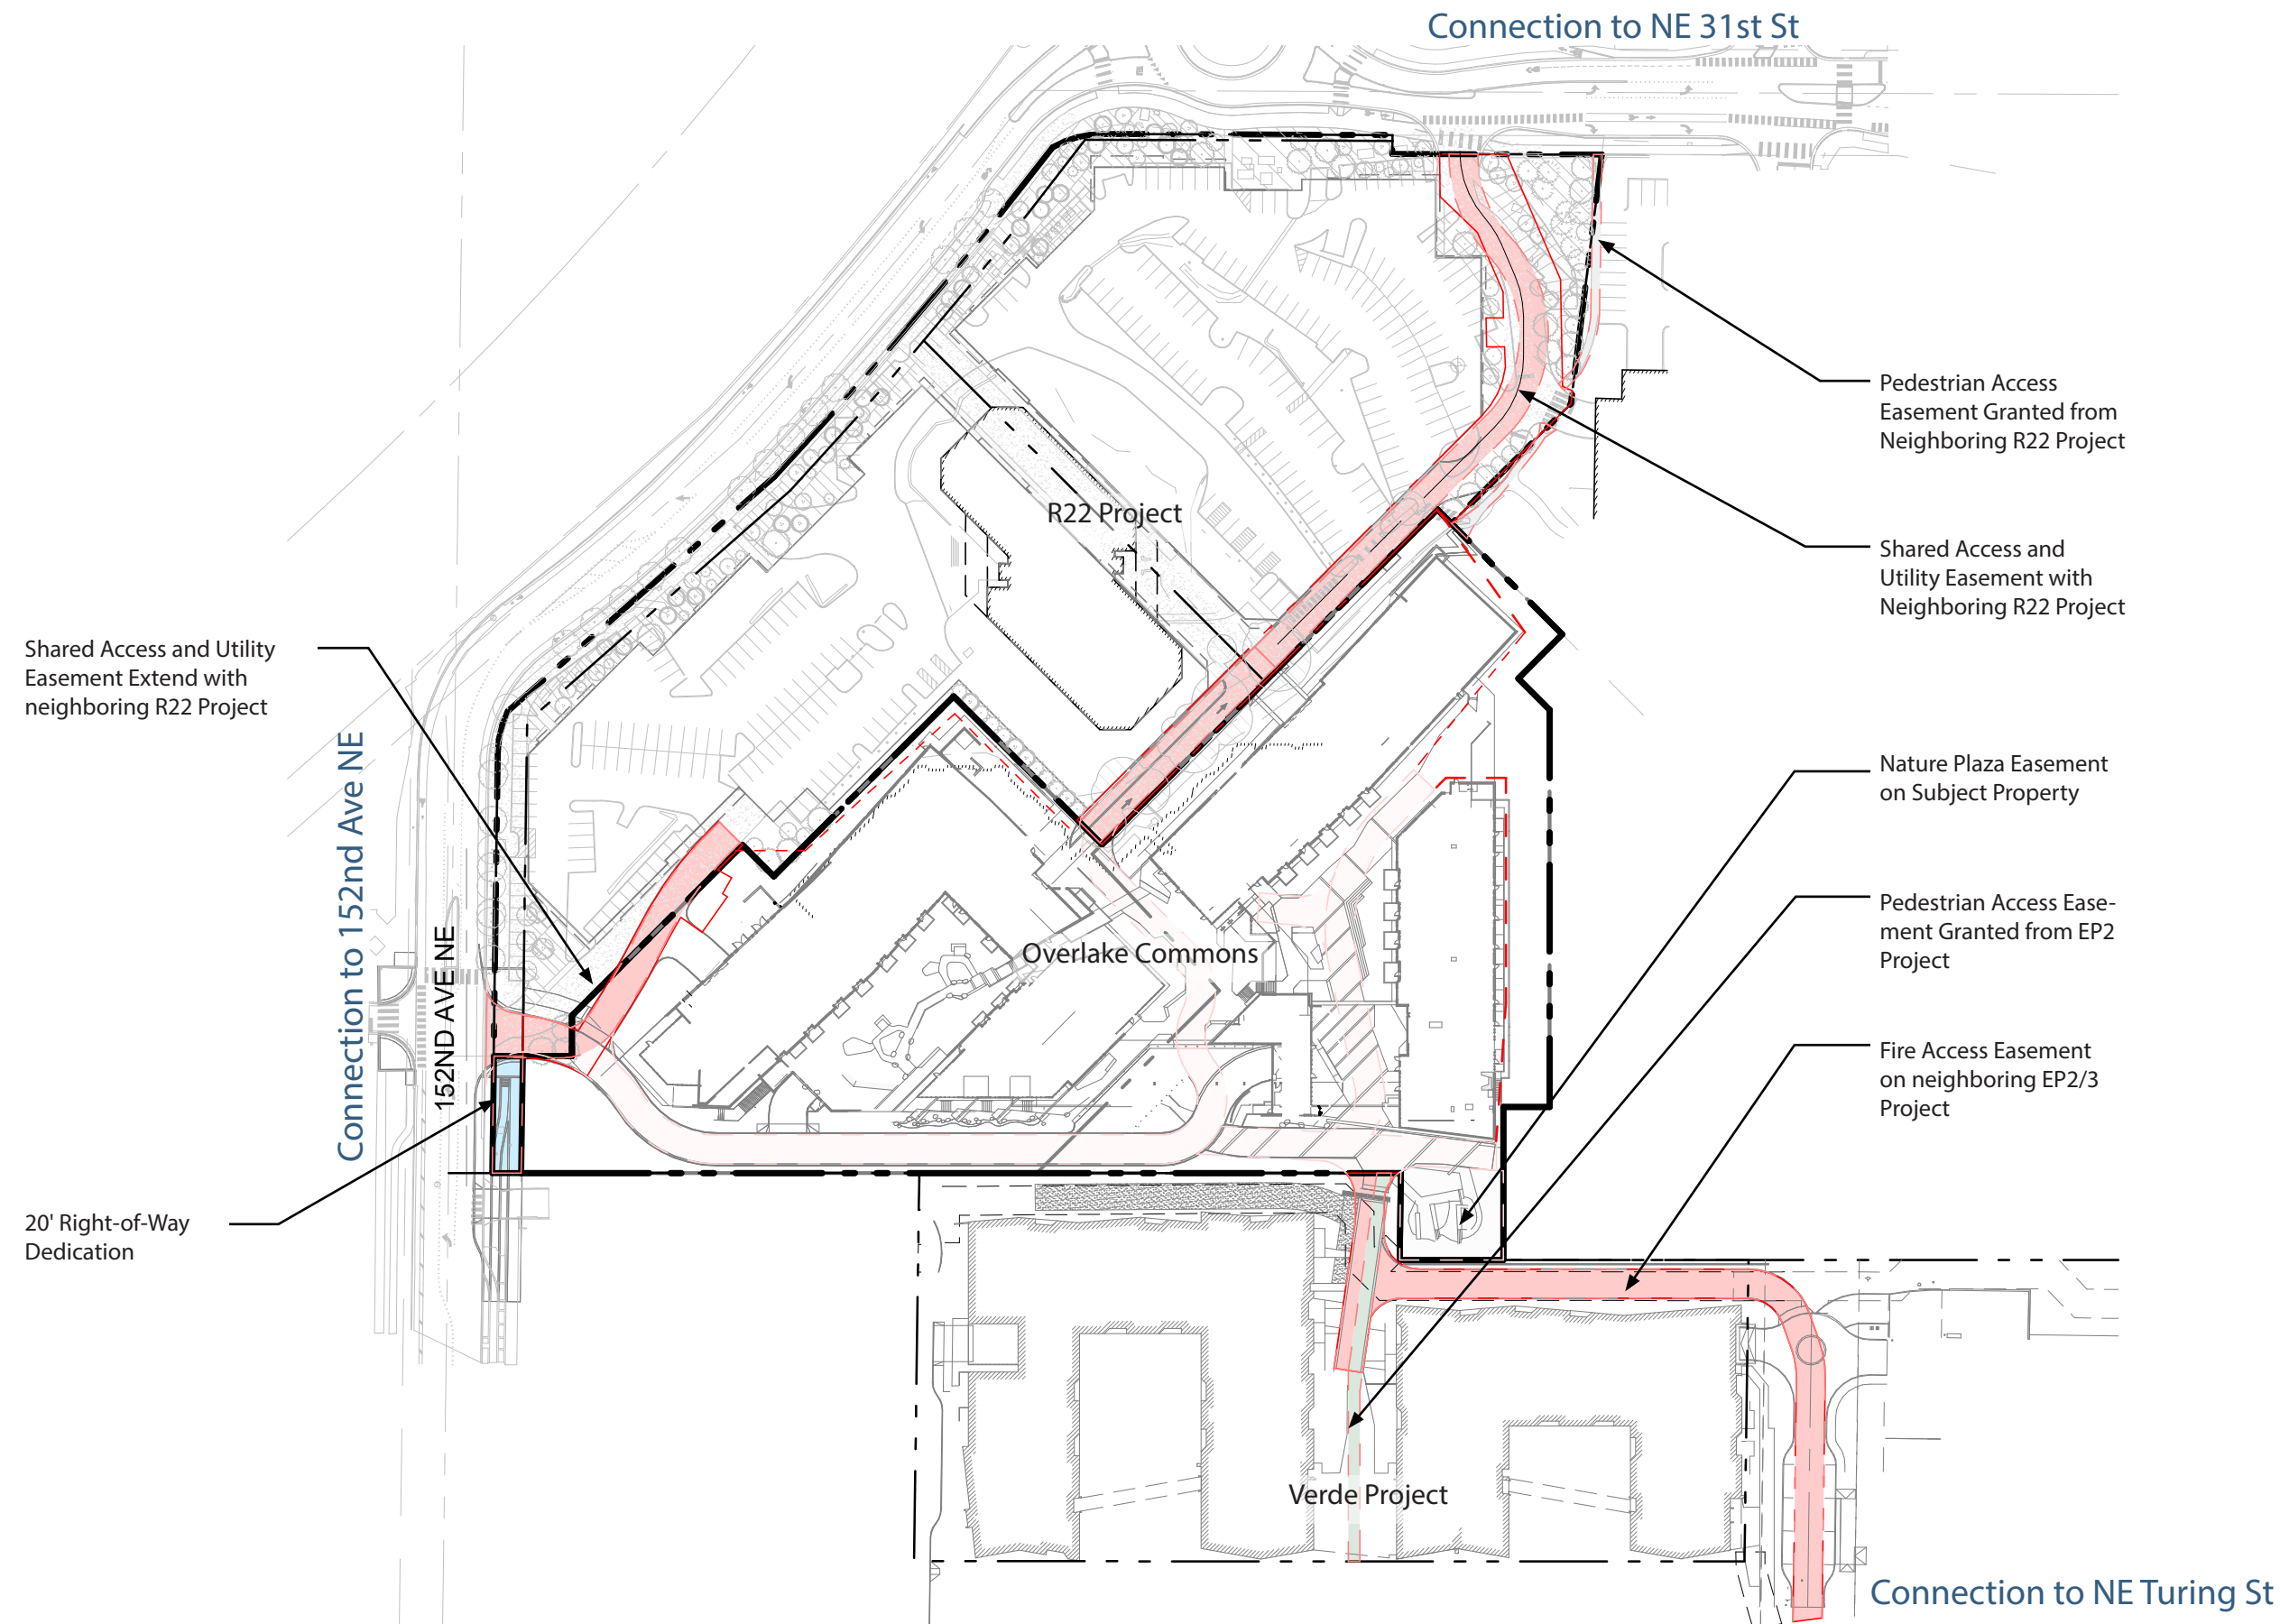 Connection to NE 31st St
Pedestrian Access
Easement Granted from
Neighboring R22 Project
R22 Project
Shared Access and
Utility Easement with
Neighboring R22 Project
Shared Access and Utility
Easement Extend with
neighboring R22 Project
Connection to 152nd Ave NE
152ND AVE NE
Nature Plaza Easement
on Subject Property
Pedestrian Access Ease-
ment Granted from EP2
Project
Overlake Commons
Fire Access Easement
on neighboring EP2/3
Project
20' Right-of-Way
Dedication
Verde Project
Connection to NE Turing St